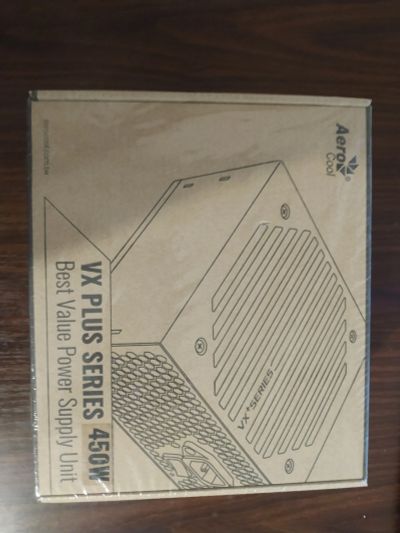 Aero
Cool
VX+SERIES
VX PLUS SERIES 450W
Best Value Power Supply Unit